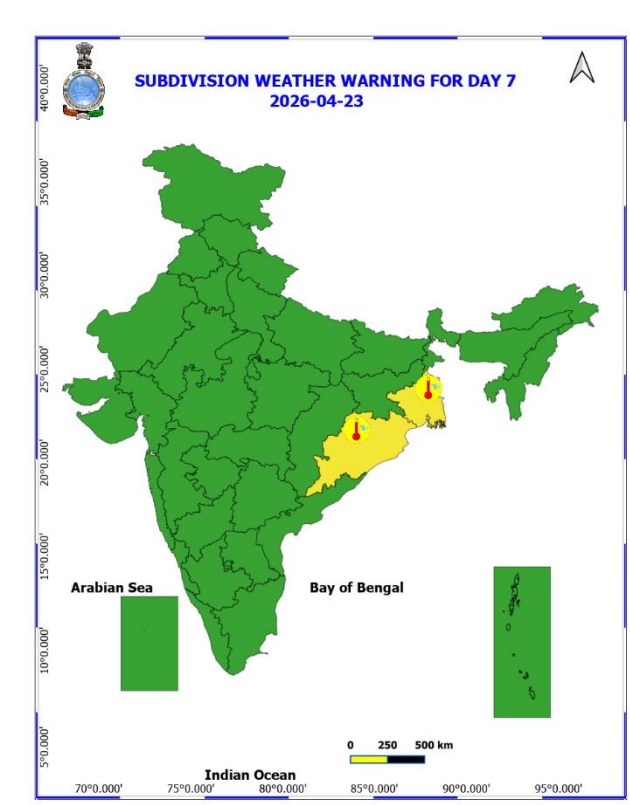 SUBDIVISION WEATHER WARNING FOR DAY 7
2026-04-23
40°0.000'
35°0.000'
30°0.000'
25°0.000'
20°0.000'
15°0.000'
10°0.000'
5°0.000'
Arabian Sea
Bay of Bengal
0 250 500 km
Indian Ocean
70°0.000' 75°0.000' 80°0.000' 85°0.000' 90°0.000' 95°0.000'